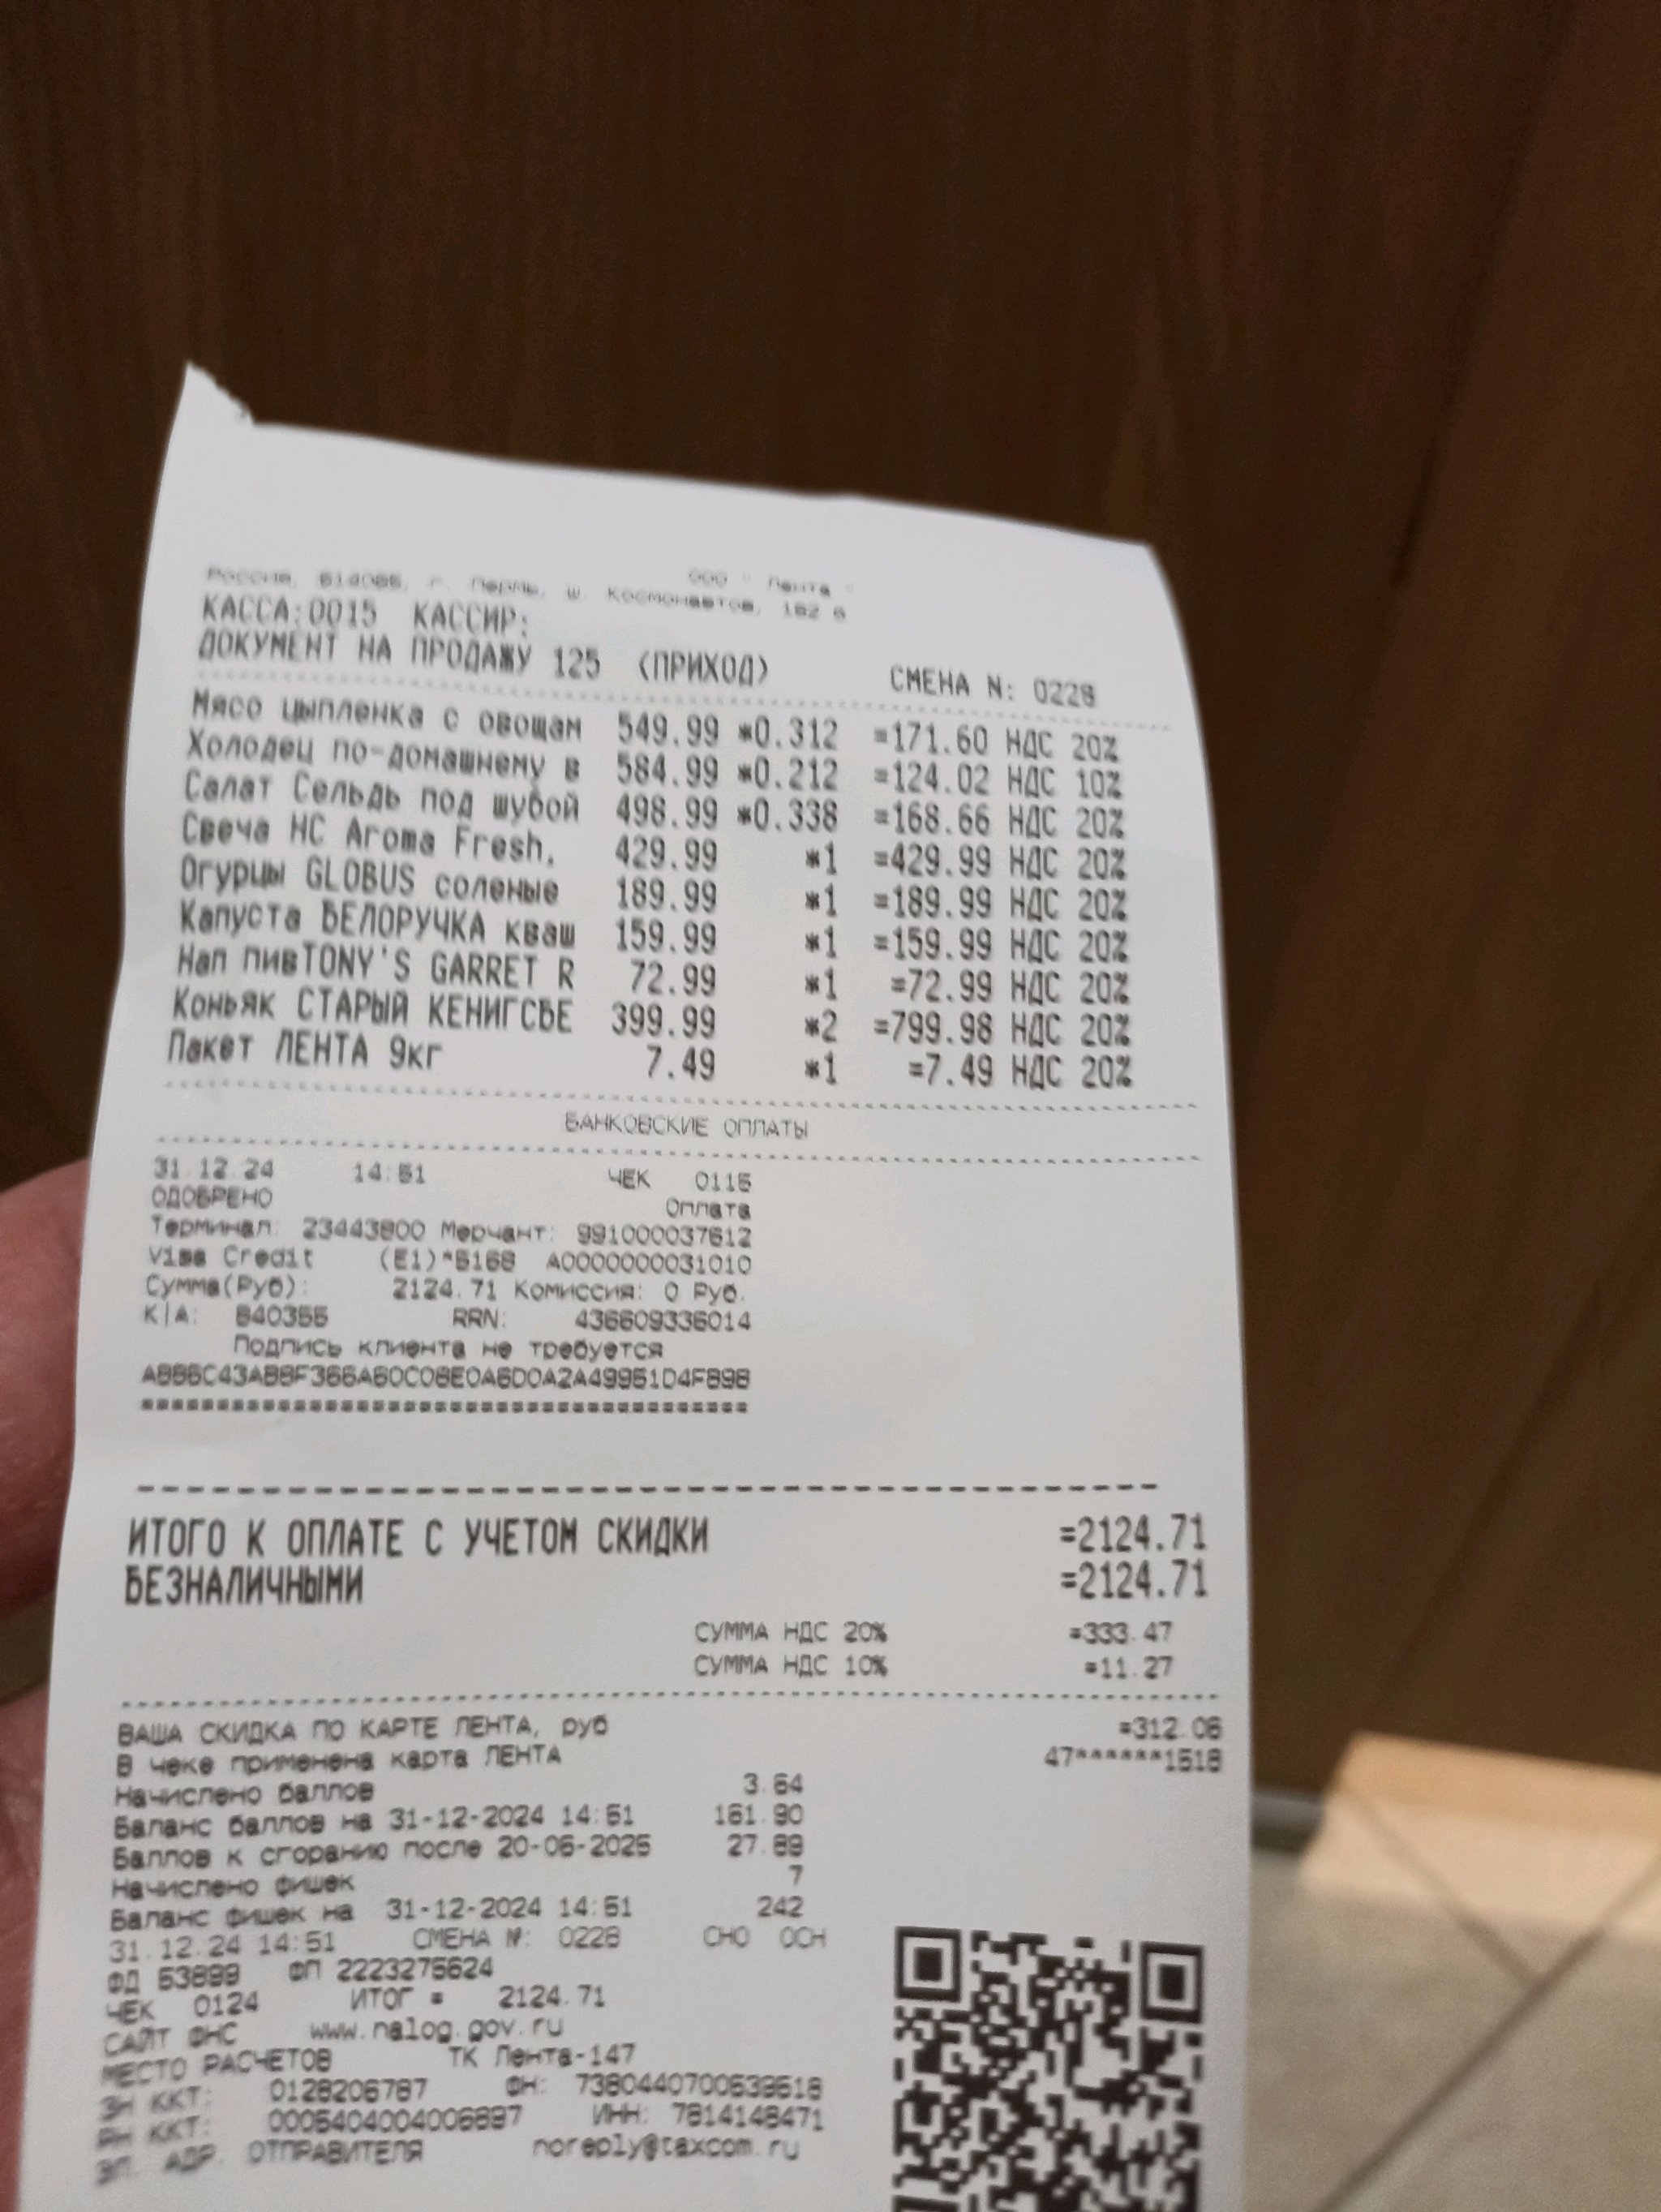 ООО " Лента "
Россия, 614065, г. Пермь, ш. Космонавтов, 162 б
КАССА:0015 КАССИР:
ДОКУМЕНТ НА ПРОДАЖУ 125 (ПРИХОД) СМЕНА N: 0228
Мясо цыпленка с овощам 549.99 *0.312 =171.60 НДС 20%
Холодец по-домашнему в 584.99 *0.212 =124.02 НДС 10%
Салат Сельдь под шубой 498.99 *0.338 =168.66 НДС 20%
Свеча HC Aroma Fresh, 429.99 *1 =429.99 НДС 20%
Огурцы GLOBUS соленые 189.99 *1 =189.99 НДС 20%
Капуста БЕЛОРУЧКА кваш 159.99 *1 =159.99 НДС 20%
Нап пивTONY'S GARRET R 72.99 *1 =72.99 НДС 20%
Коньяк СТАРЫЙ КЕНИГСБЕ 399.99 *2 =799.98 НДС 20%
Пакет ЛЕНТА 9кг 7.49 *1 =7.49 НДС 20%
БАНКОВСКИЕ ОПЛАТЫ
31.12.24 14:51 ЧЕК 0115
ОДОБРЕНО Оплата
Терминал: 23443800 Мерчант: 991000037612
Visa Credit (E1)*5168 A0000000031010
Сумма(Руб): 2124.71 Комиссия: 0 Руб.
К|А: RRN: 436609336014
Подпись клиента не требуется
ИТОГО К ОПЛАТЕ С УЧЕТОМ СКИДКИ =2124.71
БЕЗНАЛИЧНЫМИ =2124.71
СУММА НДС 20% =333.47
СУММА НДС 10% =11.27
ВАША СКИДКА ПО КАРТЕ ЛЕНТА, руб =312.06
В чеке применена карта ЛЕНТА 47******1518
Начислено баллов 3.64
Баланс баллов на 31-12-2024 14:51 161.90
Баллов к сгоранию после 20-06-2025 27.89
Начислено фишек 7
Баланс фишек на 31-12-2024 14:51 242
31.12.24 14:51 СМЕНА №: 0228 СНО ОСН
ФД 53899 ФП 2223275624
ЧЕК 0124 ИТОГ = 2124.71
САЙТ ФНС www.nalog.gov.ru
МЕСТО РАСЧЕТОВ ТК Лента-147
ЗН ККТ: 0128206787 ФН: 7380440700639618
РН ККТ: 0005404004006897 ИНН: 7814148471
ЭЛ. АДР. ОТПРАВИТЕЛЯ noreply@taxcom.ru